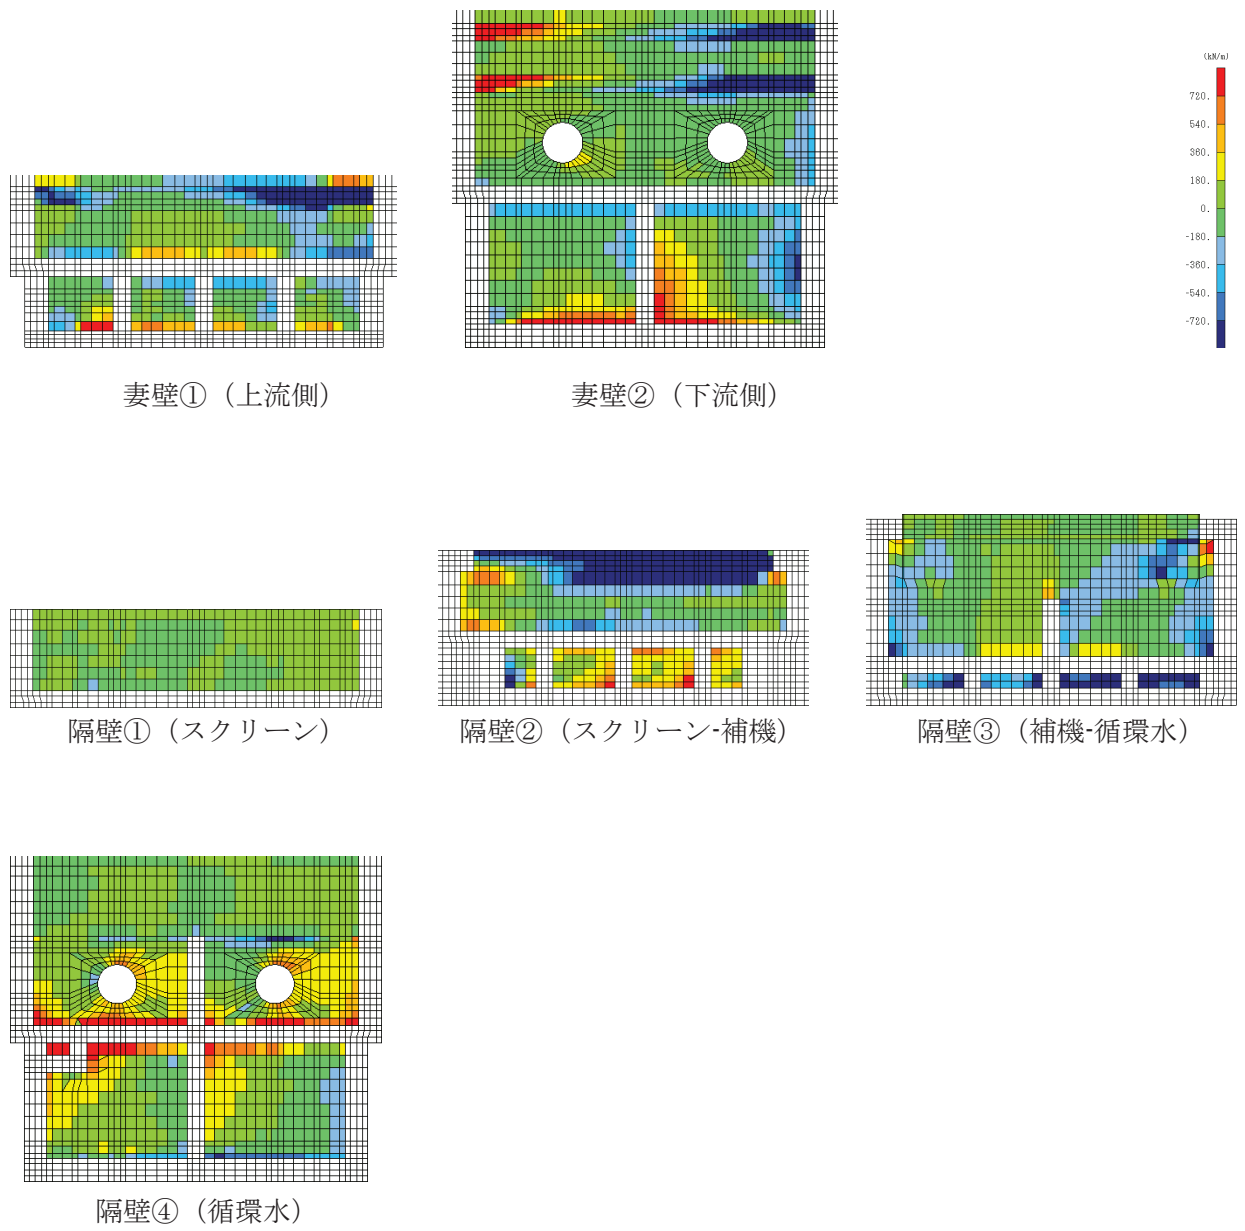 (kN/m)
720.
540.
360.
180.
0.
-180.
-360.
-540.
-720.
妻壁①（上流側）
妻壁②（下流側）
隔壁①（スクリーン）
隔壁②（スクリーン-補機）
隔壁③（補機-循環水）
隔壁④（循環水）